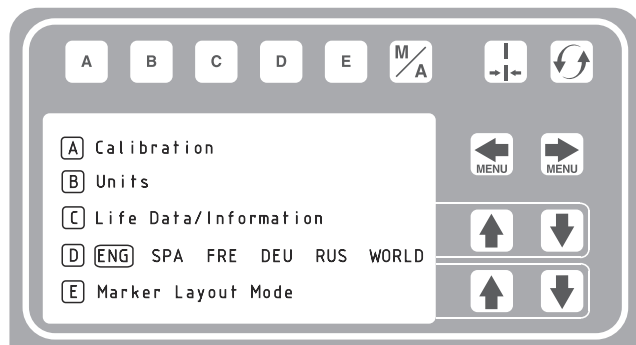 A B C D E M/A
MENU MENU
A Calibration
B Units
C Life Data/Information
D ENG SPA FRE DEU RUS WORLD
E Marker Layout Mode